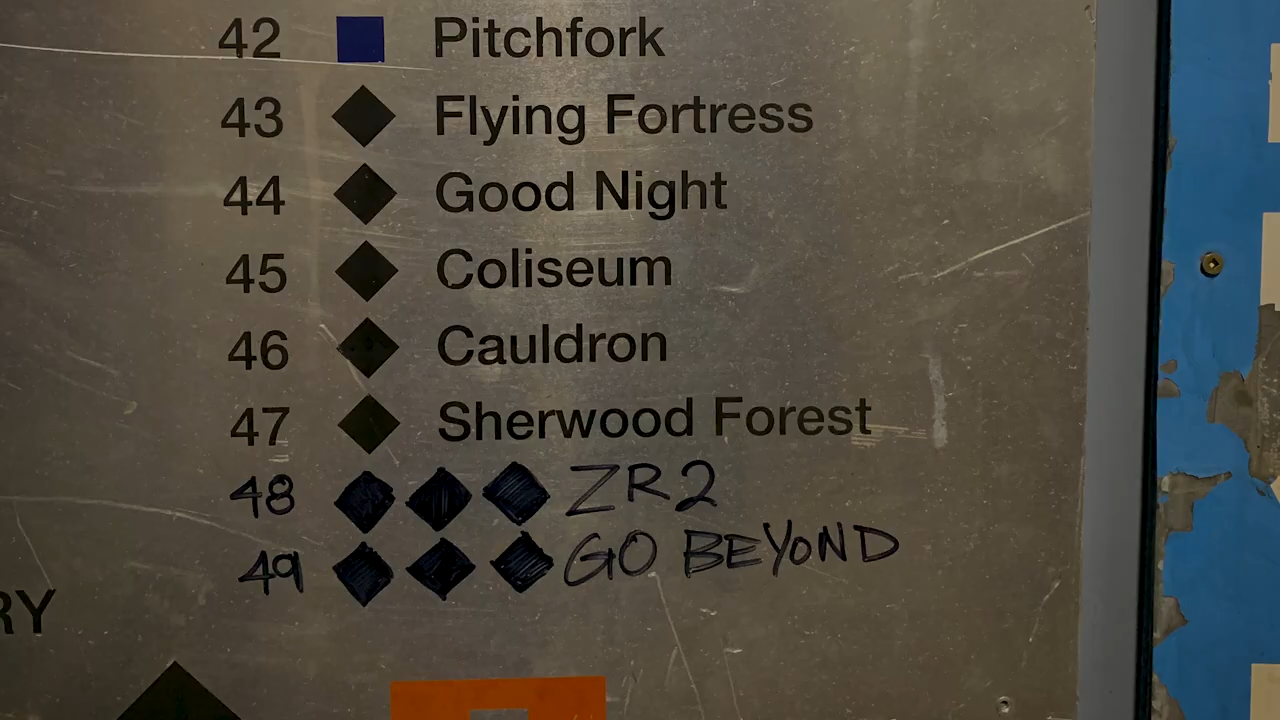 42 Pitchfork
43 Flying Fortress
44 Good Night
45 Coliseum
46 Cauldron
47 Sherwood Forest
48 ZR2
49 GO BEYOND
RY